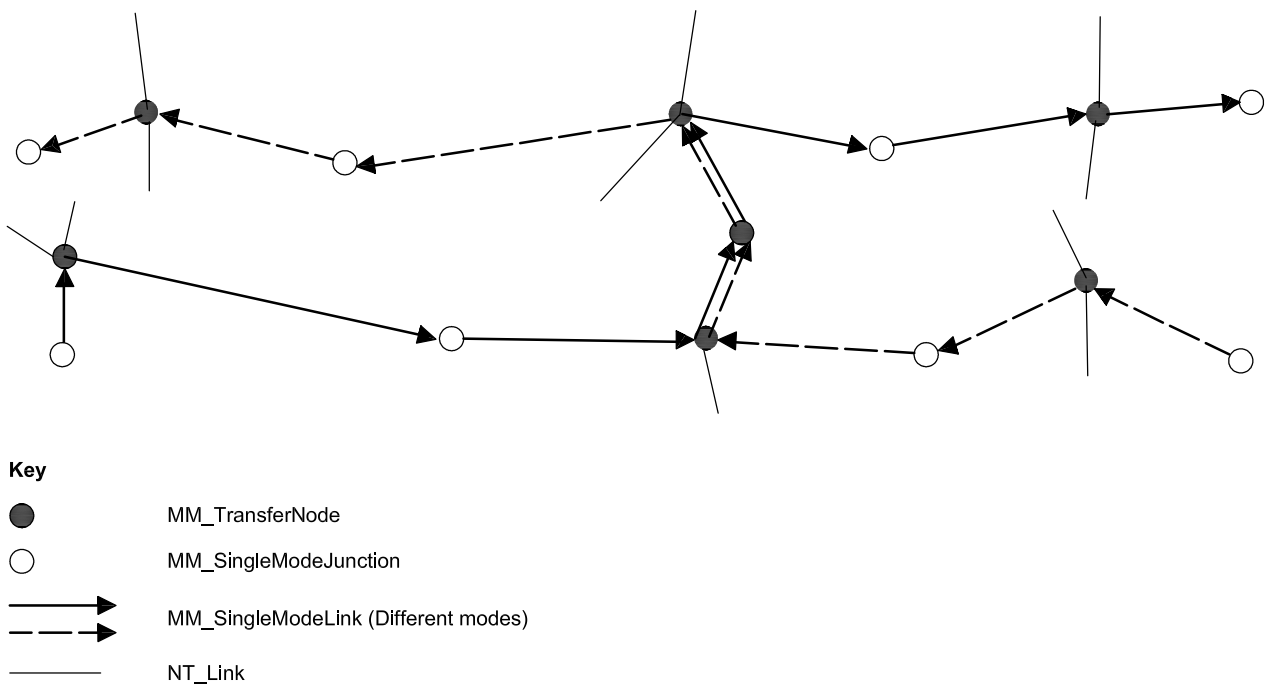 Key
MM_TransferNode
MM_SingleModeJunction
MM_SingleModeLink (Different modes)
NT_Link